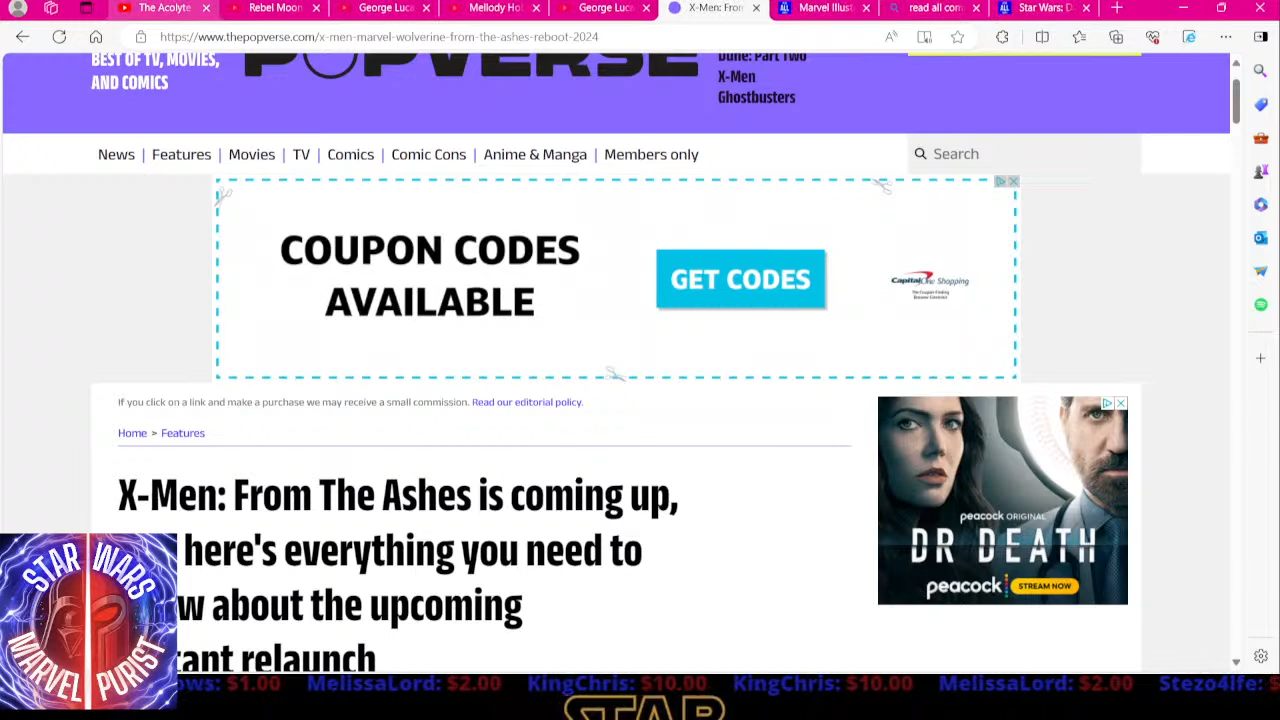 The Acolyte
Rebel Moon
George Luca
Mellody Ho
George Luca
X-Men: Fron
Marvel Illust
read all com
Star Wars: D
https://www.thepopverse.com/x-men-marvel-wolverine-from-the-ashes-reboot-2024
BEST OF TV, MOVIES,
AND COMICS
POPVERSE
Dune: Part Two
X-Men
Ghostbusters
News | Features | Movies | TV | Comics | Comic Cons | Anime & Manga | Members only
Search
COUPON CODES
AVAILABLE
GET CODES
Capital One Shopping
If you click on a link and make a purchase we may receive a small commission. Read our editorial policy.
Home > Features
X-Men: From The Ashes is coming up,
here's everything you need to
w about the upcoming
tant relaunch
peacock ORIGINAL
DR DEATH
peacock
STREAM NOW
STAR WARS
MARVEL PURIST
ows: $1.00 MelissaLord: $2.00 KingChris: $10.00 KingChris: $10.00 MelissaLord: $2.00 Stezo4lfe: $
STAR